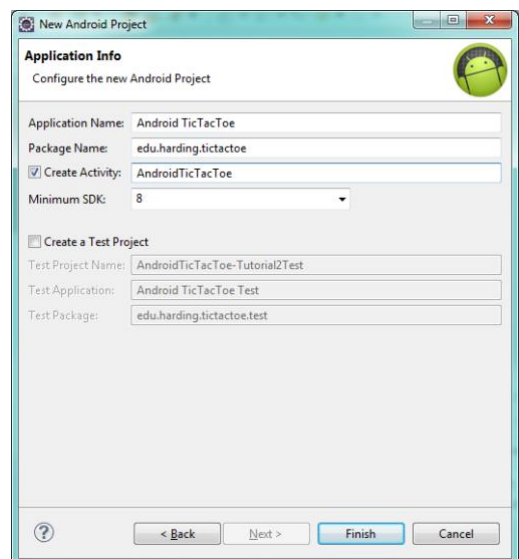 New Android Project
Application Info
Configure the new Android Project
Application Name: Android TicTacToe
Package Name: edu.harding.tictactoe
Create Activity: AndroidTicTacToe
Minimum SDK: 8
Create a Test Project
Test Project Name: AndroidTicTacToe-Tutorial2Test
Test Application: Android TicTacToe Test
Test Package: edu.harding.tictactoe.test
? < Back Next > Finish Cancel